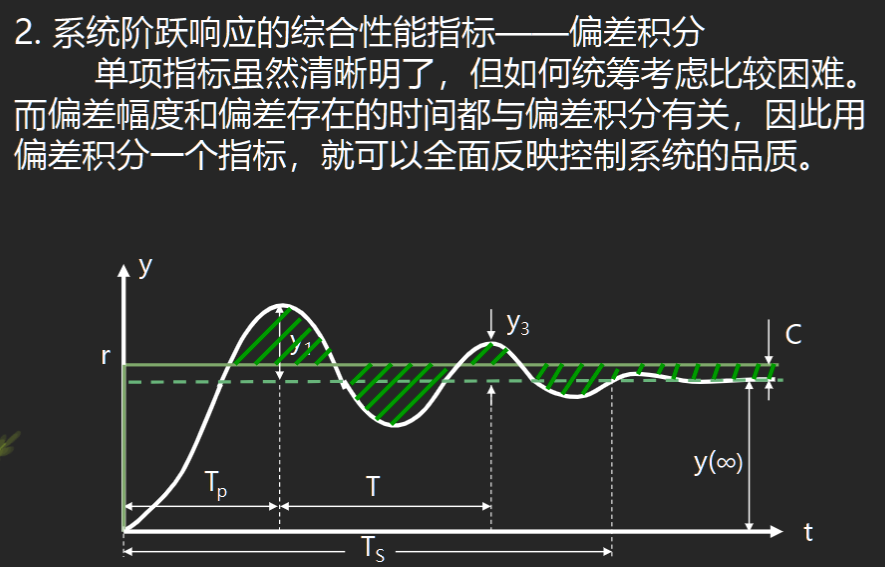 2. 系统阶跃响应的综合性能指标——偏差积分
单项指标虽然清晰明了，但如何统筹考虑比较困难。
而偏差幅度和偏差存在的时间都与偏差积分有关，因此用
偏差积分一个指标，就可以全面反映控制系统的品质。
y
y₃
C
r
y₁
y(∞)
Tₚ
T
t
Tₛ